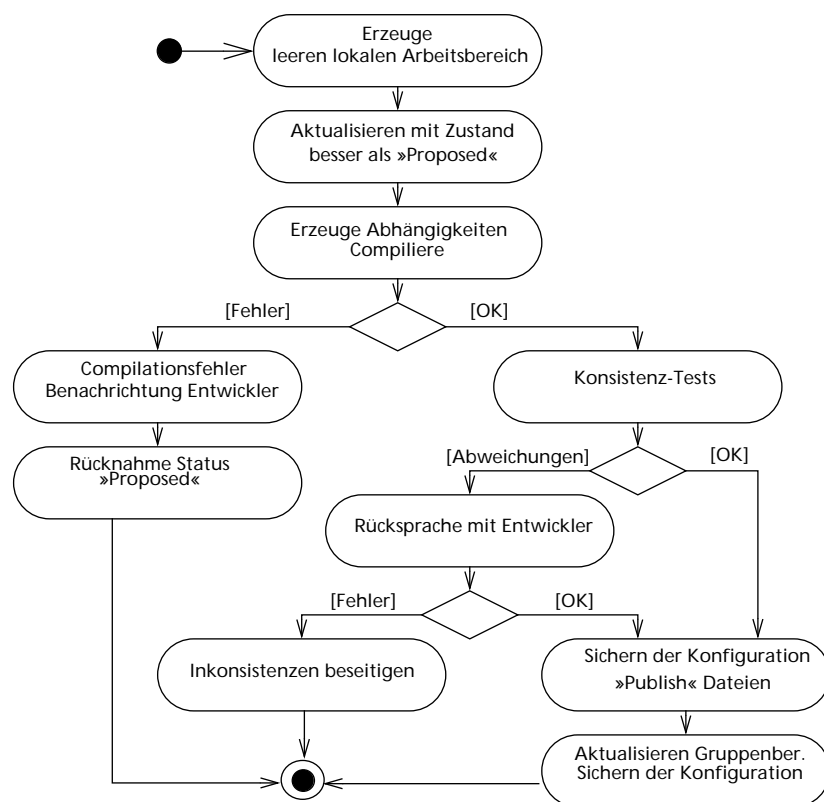 Erzeuge
leeren lokalen Arbeitsbereich
Aktualisieren mit Zustand
besser als »Proposed«
Erzeuge Abhängigkeiten
Compiliere
[Fehler]
[OK]
Compilationsfehler
Benachrichtung Entwickler
Konsistenz-Tests
Rücknahme Status
»Proposed«
[Abweichungen]
[OK]
Rücksprache mit Entwickler
[Fehler]
[OK]
Inkonsistenzen beseitigen
Sichern der Konfiguration
»Publish« Dateien
Aktualisieren Gruppenber.
Sichern der Konfiguration